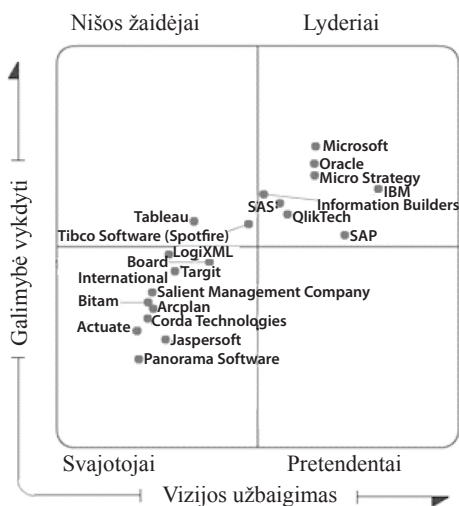 Nišos žaidėjai
Lyderiai
Galimybė vykdyti
Microsoft
Oracle
Micro Strategy
IBM
SAS
Information Builders
Tableau
QlikTech
Tibco Software (Spotfire)
SAP
LogiXML
Board
International
Targit
Salient Management Company
Bitam
Arcplan
Corda Technologies
Actuate
Jaspersoft
Panorama Software
Svajotojai
Pretendentai
Vizijos užbaigimas